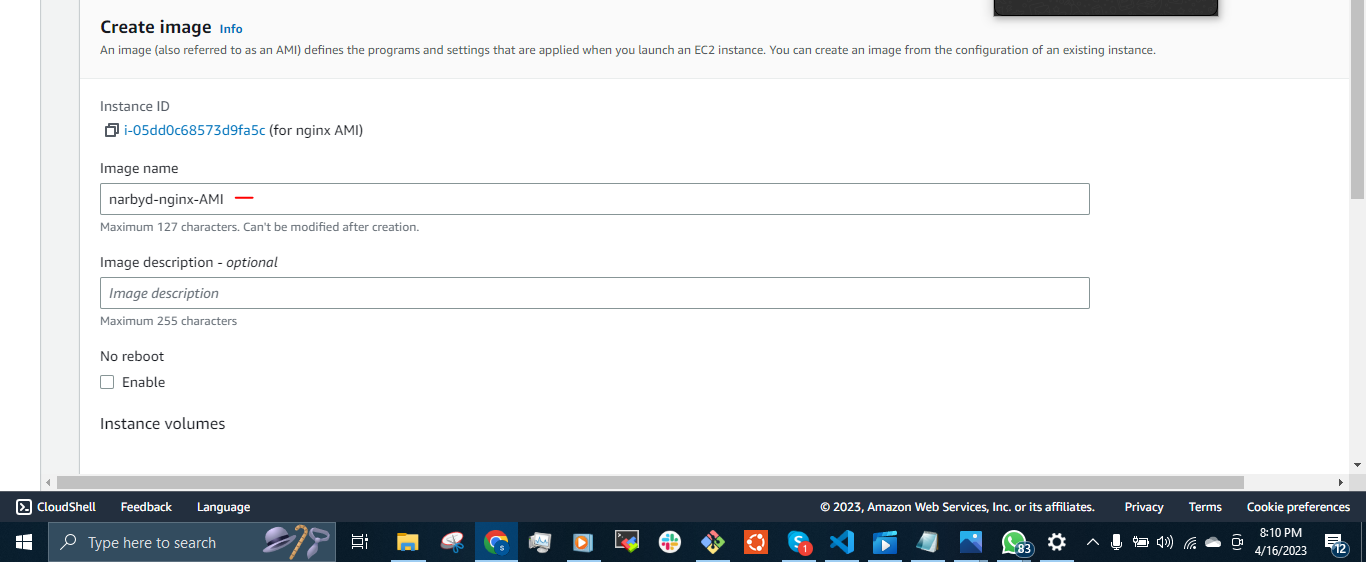 Create image Info
An image (also referred to as an AMI) defines the programs and settings that are applied when you launch an EC2 instance. You can create an image from the configuration of an existing instance.
Instance ID
i-05dd0c68573d9fa5c (for nginx AMI)
Image name
narbyd-nginx-AMI
Maximum 127 characters. Can't be modified after creation.
Image description - optional
Image description
Maximum 255 characters
No reboot
Enable
Instance volumes
CloudShell Feedback Language © 2023, Amazon Web Services, Inc. or its affiliates. Privacy Terms Cookie preferences
Type here to search S 1 83 8:10 PM 12
4/16/2023